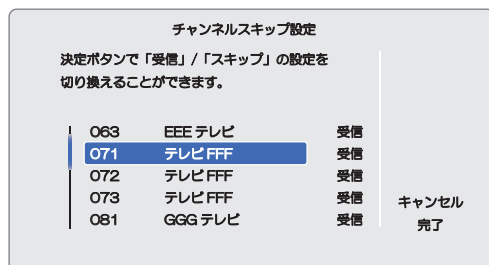 チャンネルスキップ設定
決定ボタンで「受信」/「スキップ」の設定を
切り換えることができます。
063 EEE テレビ 受信
071 テレビ FFF 受信
072 テレビ FFF 受信
073 テレビ FFF 受信
081 GGG テレビ 受信
キャンセル
完了